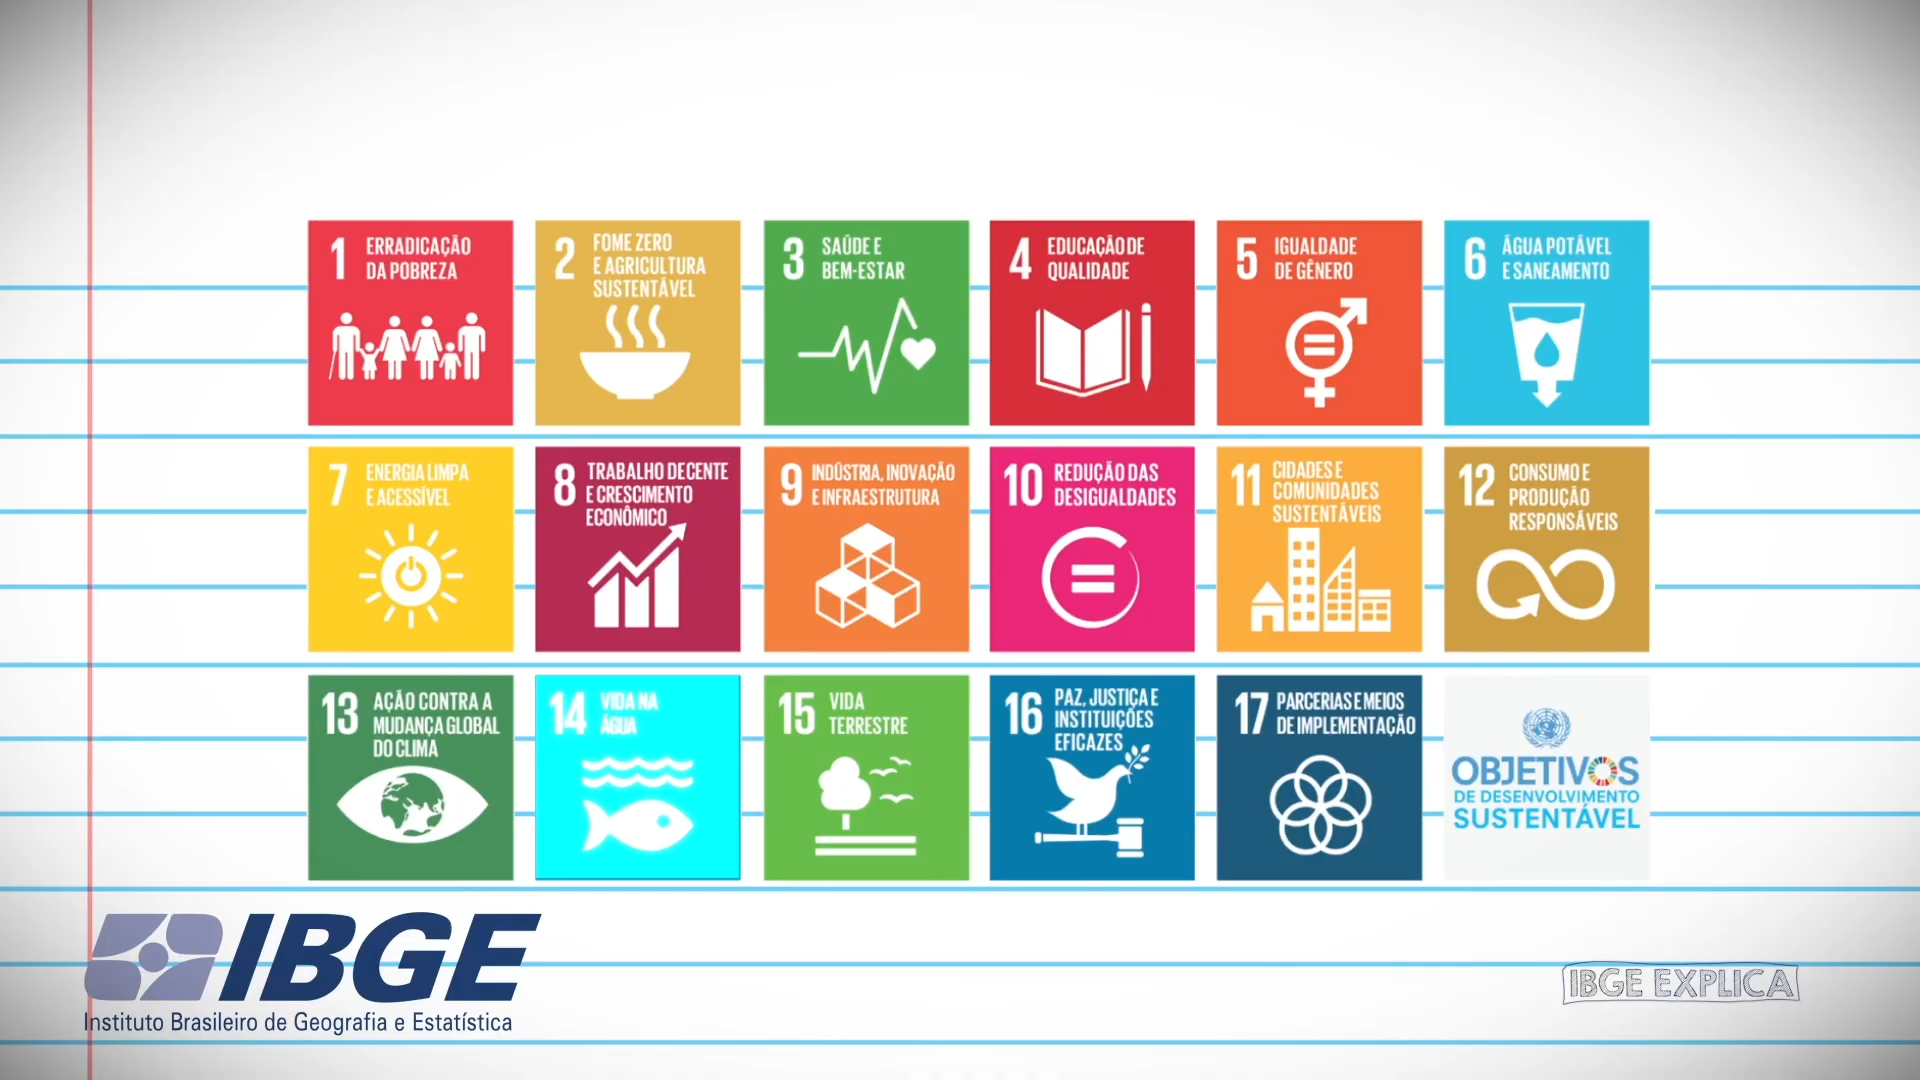 1 ERRADICAÇÃO
DA POBREZA
2 FOME ZERO
E AGRICULTURA
SUSTENTÁVEL
3 SAÚDE E
BEM-ESTAR
4 EDUCAÇÃO DE
QUALIDADE
5 IGUALDADE
DE GÊNERO
6 ÁGUA POTÁVEL
E SANEAMENTO
7 ENERGIA LIMPA
E ACESSÍVEL
8 TRABALHO DECENTE
E CRESCIMENTO
ECONÔMICO
9 INDÚSTRIA, INOVAÇÃO
E INFRAESTRUTURA
10 REDUÇÃO DAS
DESIGUALDADES
11 CIDADES E
COMUNIDADES
SUSTENTÁVEIS
12 CONSUMO E
PRODUÇÃO
RESPONSÁVEIS
13 AÇÃO CONTRA A
MUDANÇA GLOBAL
DO CLIMA
14 VIDA NA
ÁGUA
15 VIDA
TERRESTRE
16 PAZ, JUSTIÇA E
INSTITUIÇÕES
EFICAZES
17 PARCERIAS E MEIOS
DE IMPLEMENTAÇÃO
OBJETIVOS
DE DESENVOLVIMENTO
SUSTENTÁVEL
IBGE
Instituto Brasileiro de Geografia e Estatística
IBGE EXPLICA